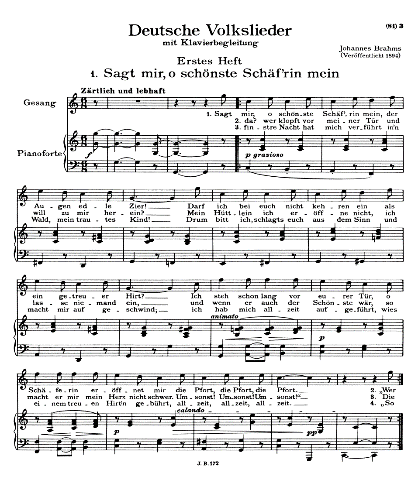 Deutsche Volkslieder
(81) 3
mit Klavierbegleitung
Johannes Brahms
(Veröffentlicht 1894)
Erstes Heft
1. Sagt mir, o schönste Schäf'rin mein
Zärtlich und lebhaft
Gesang
1. Sagt mir, o schön-ste Schäf'-rin mein, der
2. da? wer klopft vor mei-ner Tür und
3. fin-stre Nacht hat mich ver-führt in'n
Pianoforte
f
p grazioso
Au-gen ed-le Zier! Darf ich bei euch nicht keh-ren ein als
will zu mir her-ein? Mein Hütt-lein ich er-öff-ne nicht, ich
Wald, mein trau-tes Kind! Drum bitt ich, schlagts euch aus dem Sinn und
ein ge-treu-er Hirt? Ich steh schon lang vor eu-rer Tür, o
las-se nie-mand ein, und wenn er auch der Schön-ste wär, so
macht mir auf ge-schwind; ich hab mich all-zeit auf-ge-führt, wies
animato
Schä-fe-rin er-öff-net mir die Pfort, die Pfort, die Pfort. 2. „Wer
macht er mir mein Herz nicht schwer. Um-sonst! Um-sonst! Um-sonst! 3. Die
ei-nem treu-en Hirt'n ge-bührt, all-zeit, all-zeit, all-zeit. 4. „So
calando
J. B. 172